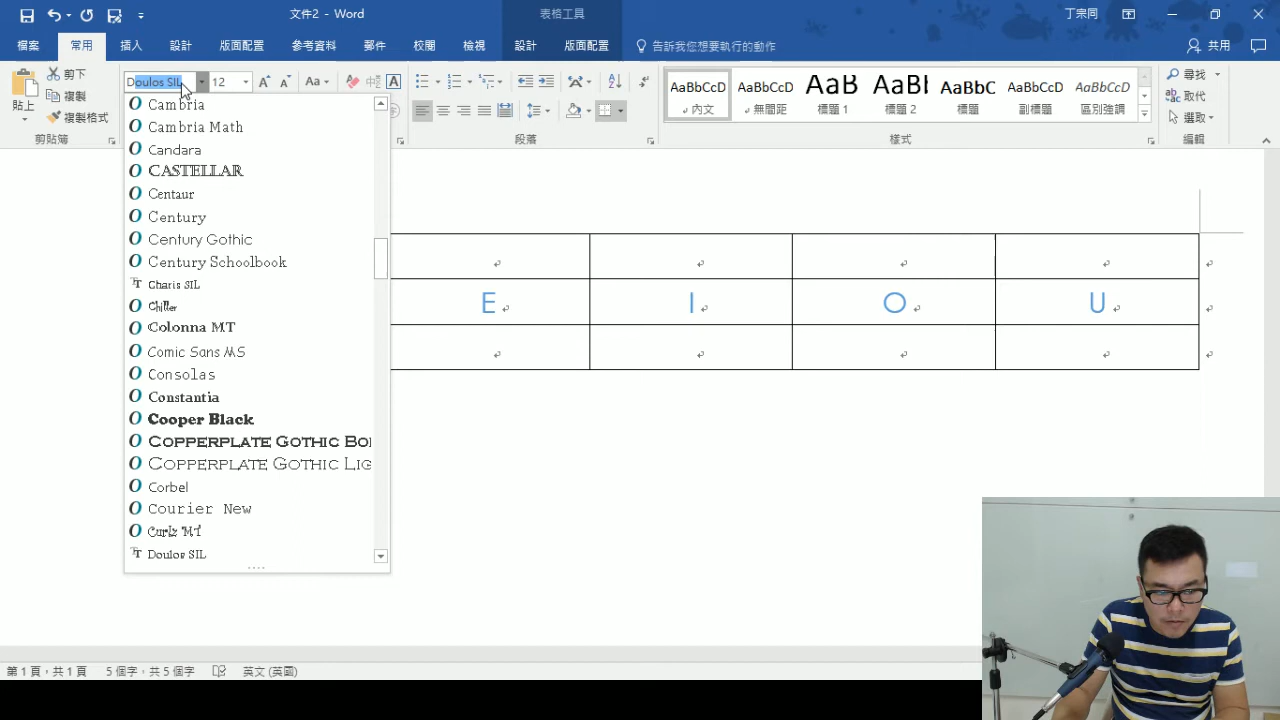 文件2 - Word
表格工具
丁宗同
檔案 常用 插入 設計 版面配置 參考資料 郵件 校閱 檢視 設計 版面配置 告訴我您想要執行的動作 共用
貼上
剪下
複製
複製格式
剪貼簿
Doulos SIL 12 Aa A
段落
AaBbCcD AaBbCcD AaB AaBl AaBbC AaBbCcD AaBbCcD
內文 無間距 標題 1 標題 2 標題 副標題 區別強調
樣式
尋找
取代
選取
編輯
Cambria
Cambria Math
Candara
CASTELLAR
Centaur
Century
Century Gothic
Century Schoolbook
Charis SIL
Chiller
Colonna MT
Comic Sans MS
Consolas
Constantia
Cooper Black
COPPERPLATE GOTHIC BO
COPPERPLATE GOTHIC LIG
Corbel
Courier New
Curlz MT
Doulos SIL
E I O U
第 1 頁，共 1 頁 5 個字，共 5 個字 英文 (英國)